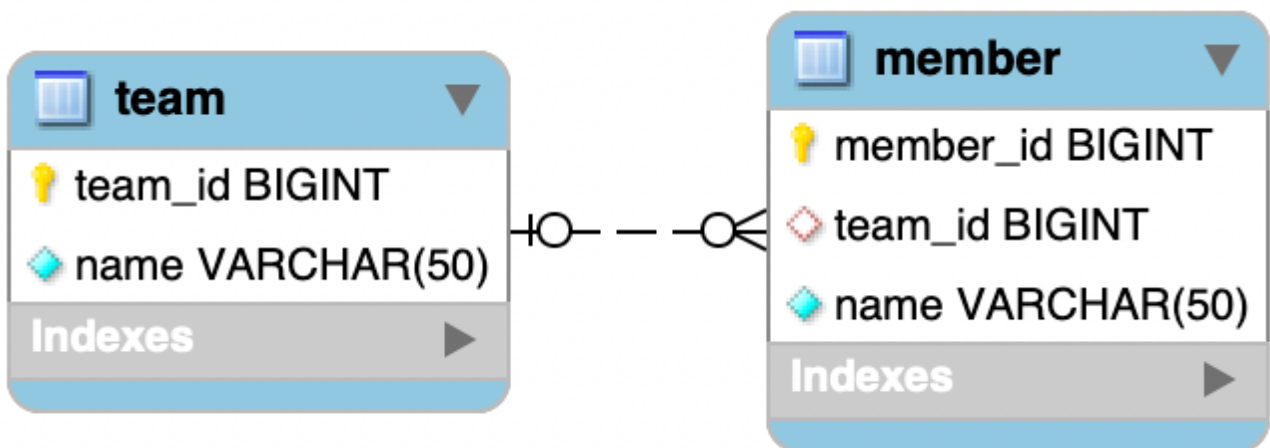 team
team_id BIGINT
name VARCHAR(50)
Indexes
member
member_id BIGINT
team_id BIGINT
name VARCHAR(50)
Indexes